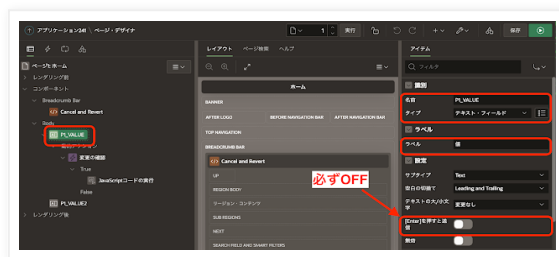 アプリケーション241 \ ページ・デザイナ
1
実行
保存
ページ1: ホーム
レンダリング前
コンポーネント
Breadcrumb Bar
Cancel and Revert
Body
P1_VALUE
変更の確認
True
JavaScriptコードの実行
False
P1_VALUE2
レンダリング後
レイアウト ページ検索 ヘルプ
ホーム
BANNER
AFTER LOGO BEFORE NAVIGATION BAR AFTER NAVIGATION BAR
TOP NAVIGATION
BREADCRUMB BAR
Cancel and Revert
UP
REGION BODY
リージョン・コンテンツ
SUB REGIONS
NEXT
SEARCH FIELD AND SMART FILTERS
必ずOFF
アイテム
フィルタ
識別
名前 P1_VALUE
タイプ テキスト・フィールド
ラベル
ラベル 値
設定
サブタイプ Text
空白の切捨て Leading and Trailing
テキストの大/小文字 変更なし
[Enter]を押すと送信
無効